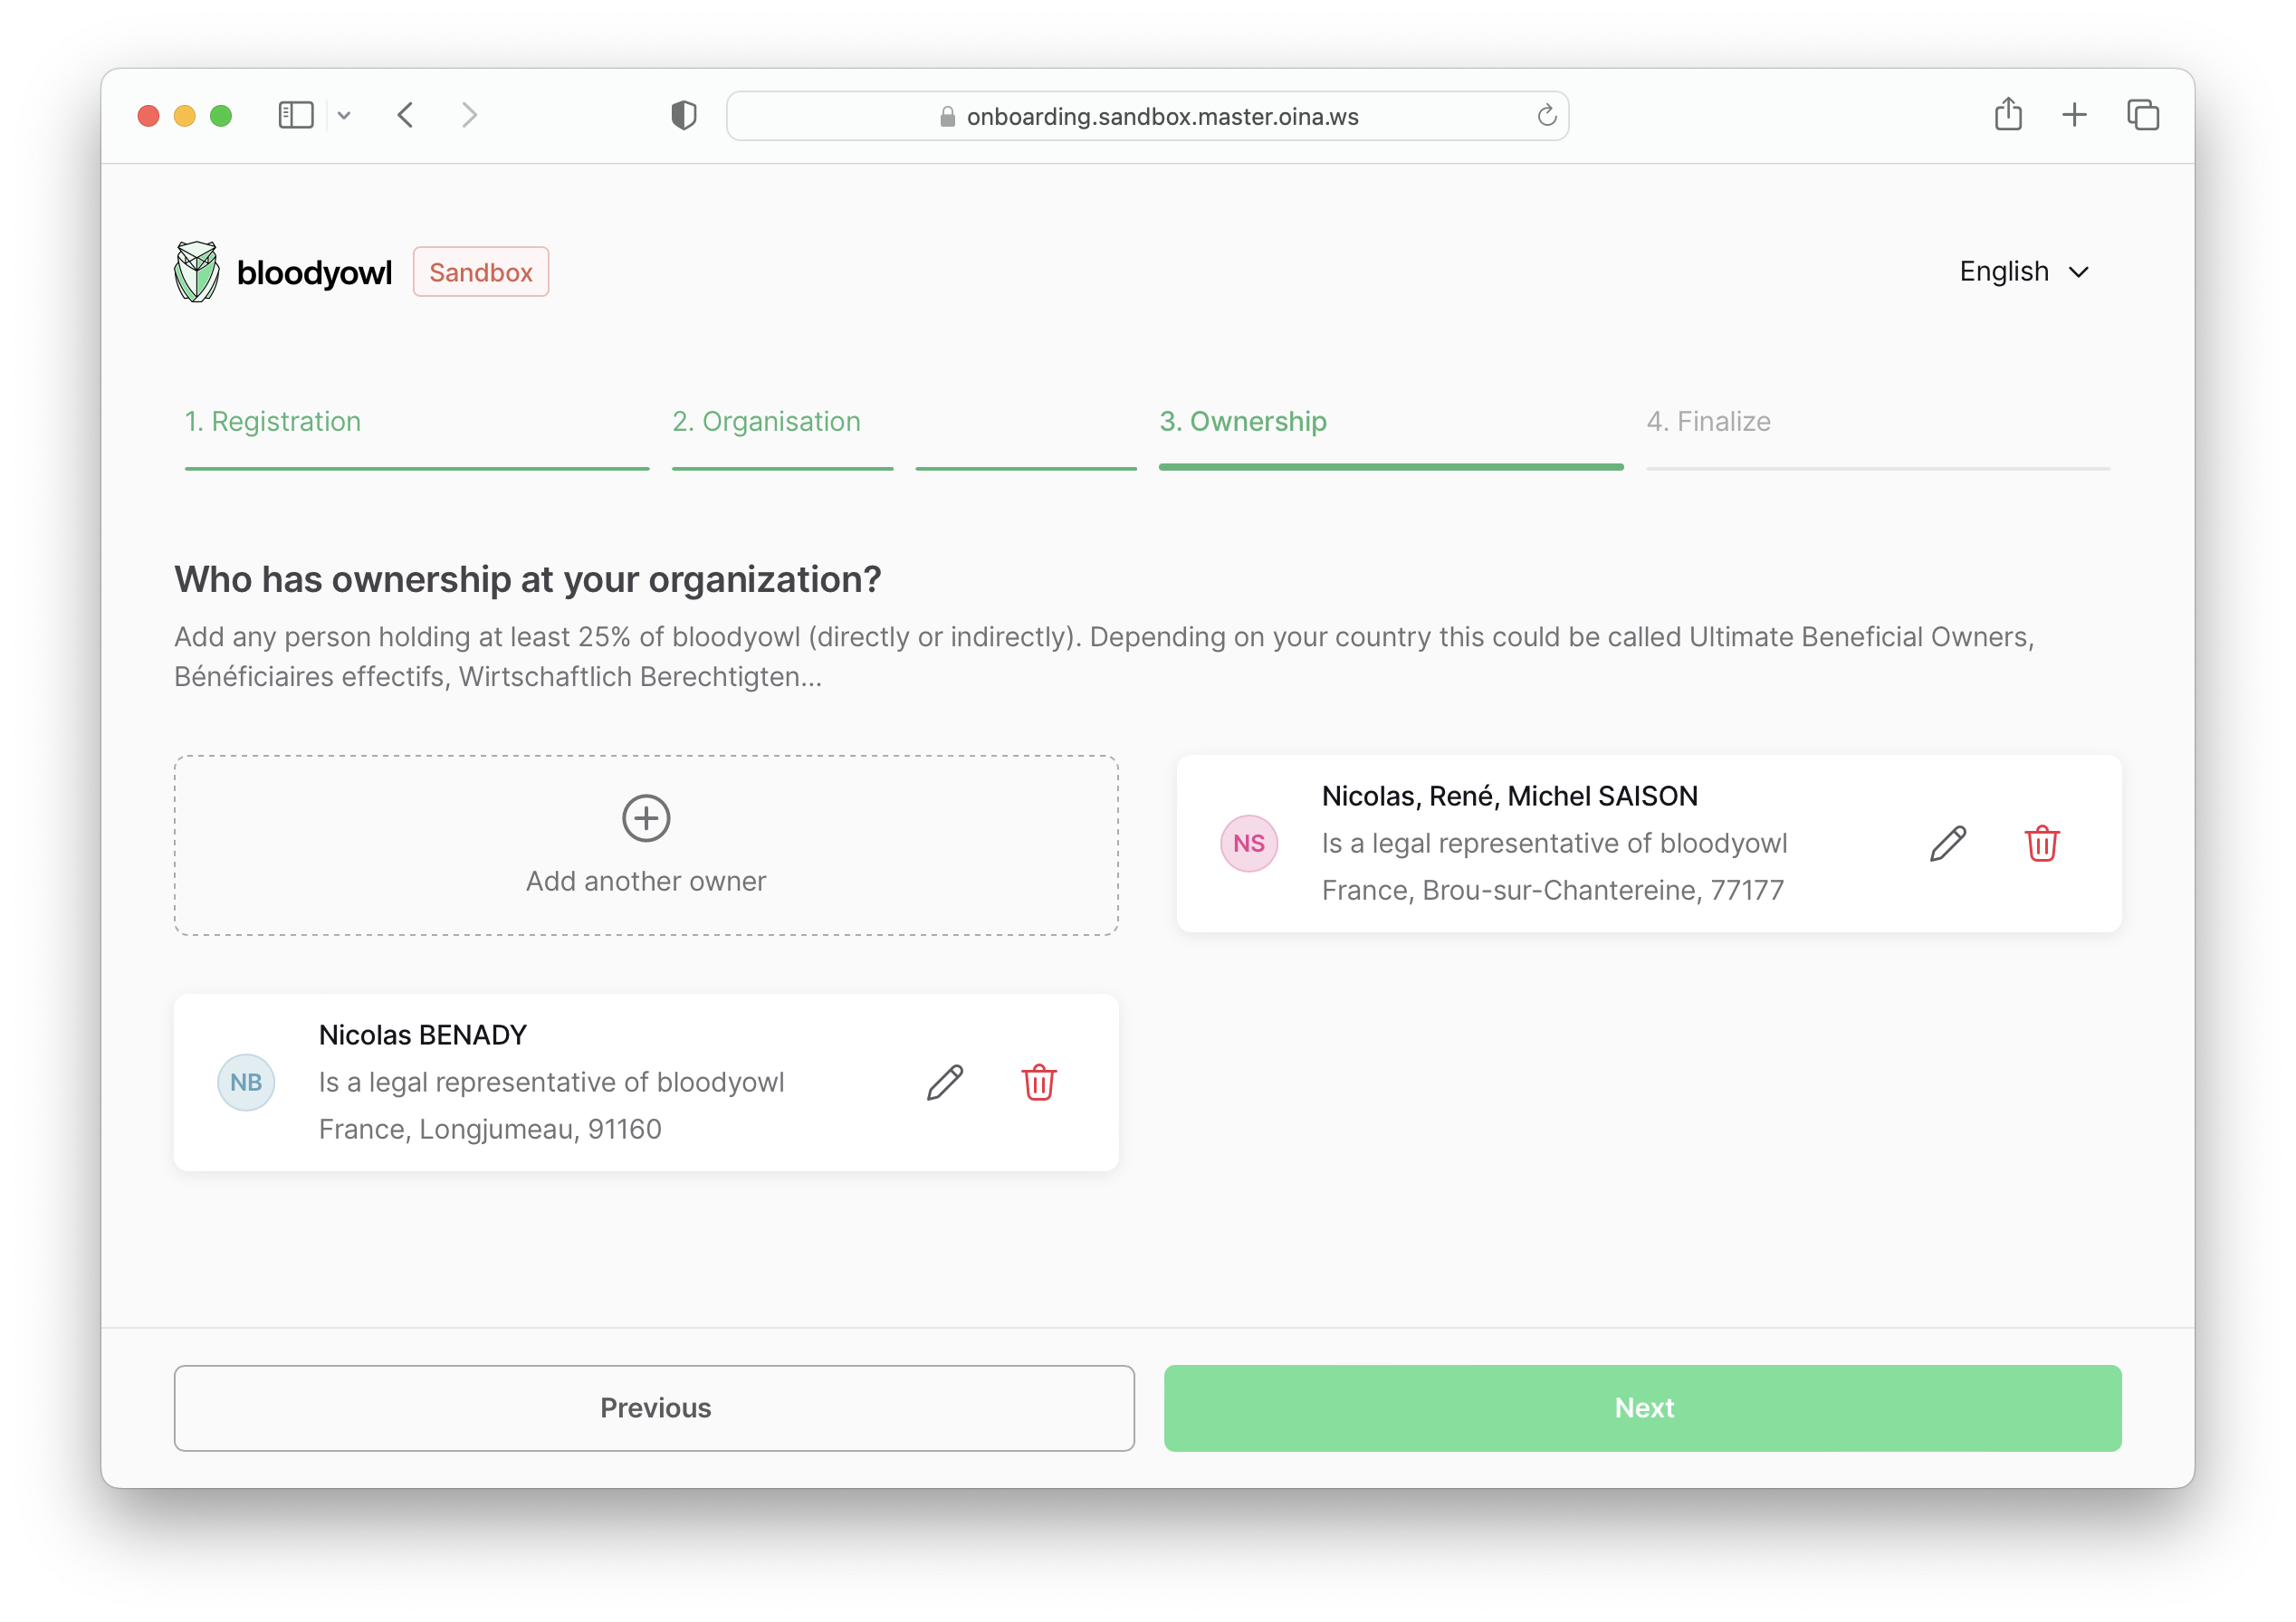 onboarding.sandbox.master.oina.ws
bloodyowl
Sandbox
English
1. Registration
2. Organisation
3. Ownership
4. Finalize
Who has ownership at your organization?
Add any person holding at least 25% of bloodyowl (directly or indirectly). Depending on your country this could be called Ultimate Beneficial Owners,
Bénéficiaires effectifs, Wirtschaftlich Berechtigten...
Add another owner
NS
Nicolas, René, Michel SAISON
Is a legal representative of bloodyowl
France, Brou-sur-Chantereine, 77177
NB
Nicolas BENADY
Is a legal representative of bloodyowl
France, Longjumeau, 91160
Previous
Next